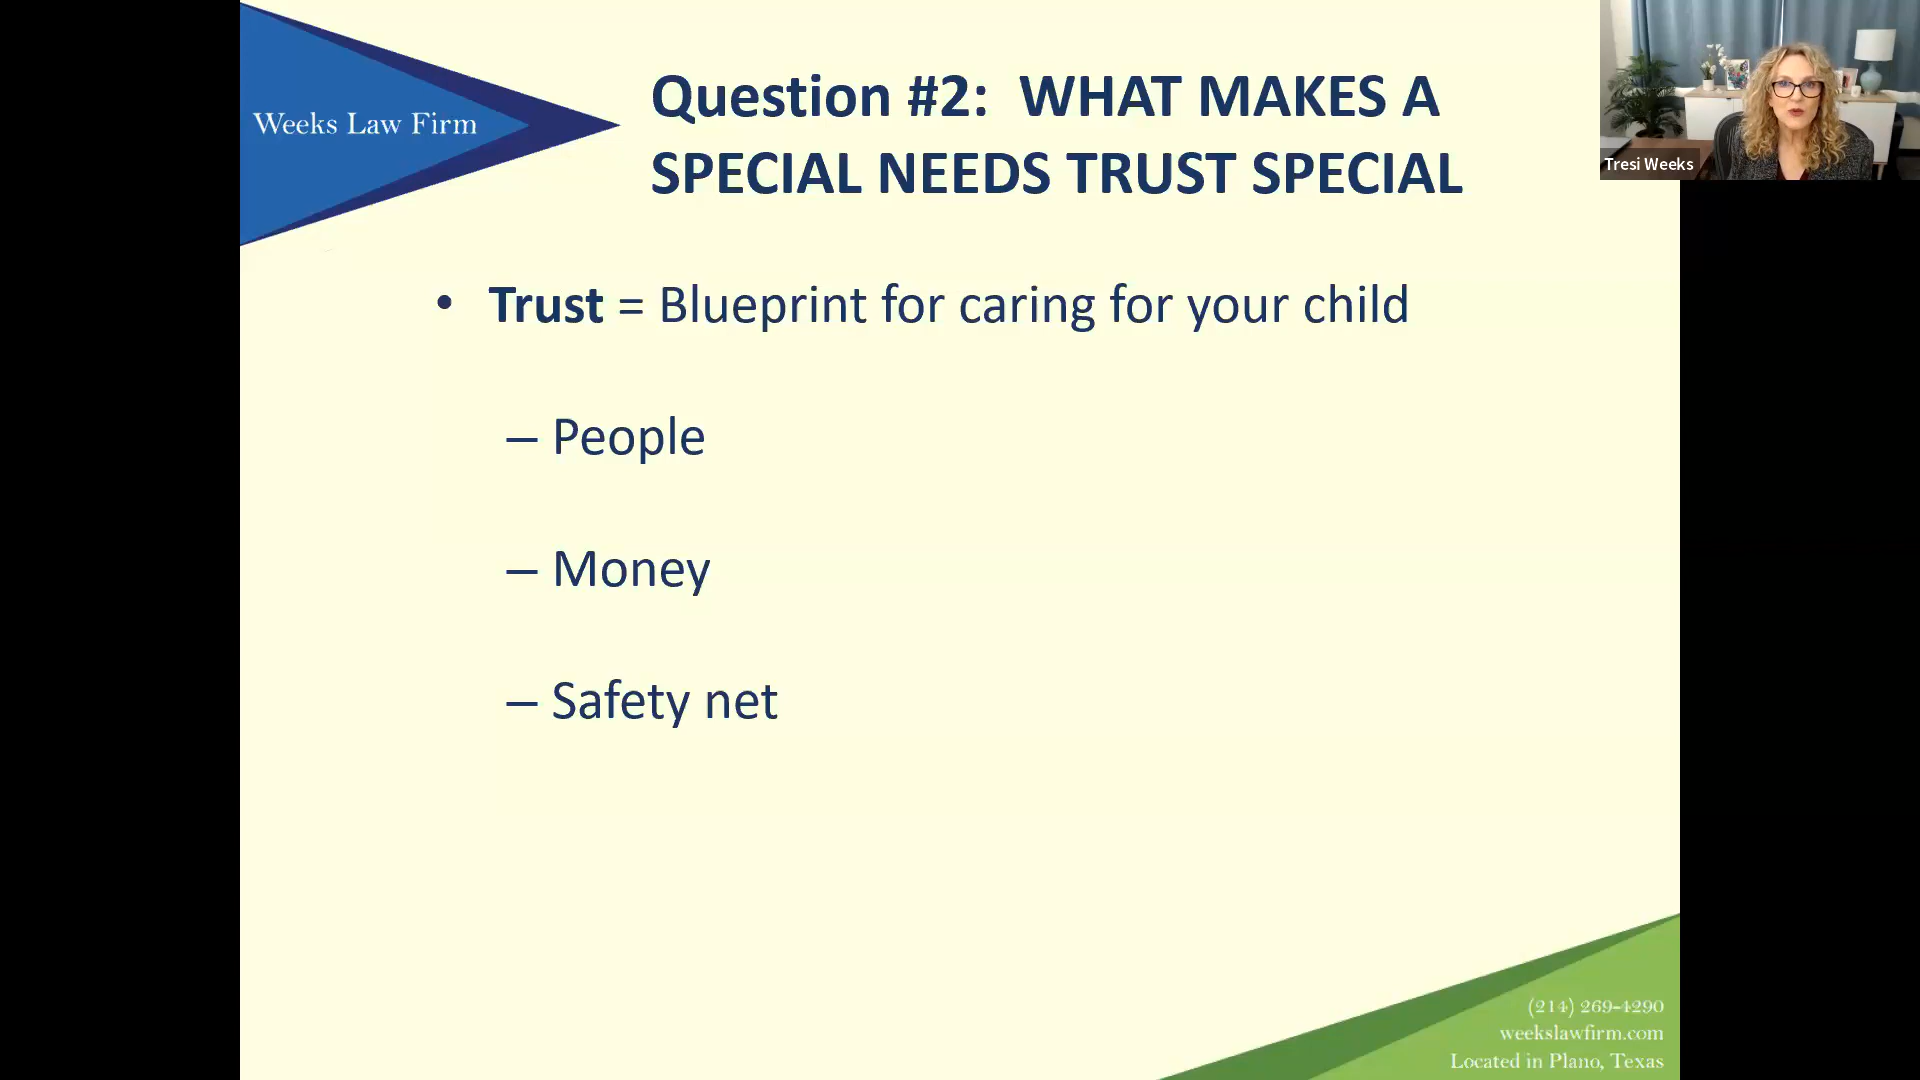 Weeks Law Firm
Question #2:  WHAT MAKES A
SPECIAL NEEDS TRUST SPECIAL
Tresi Weeks
• Trust = Blueprint for caring for your child
– People
– Money
– Safety net
(214) 269-4290
weekslawfirm.com
Located in Plano, Texas